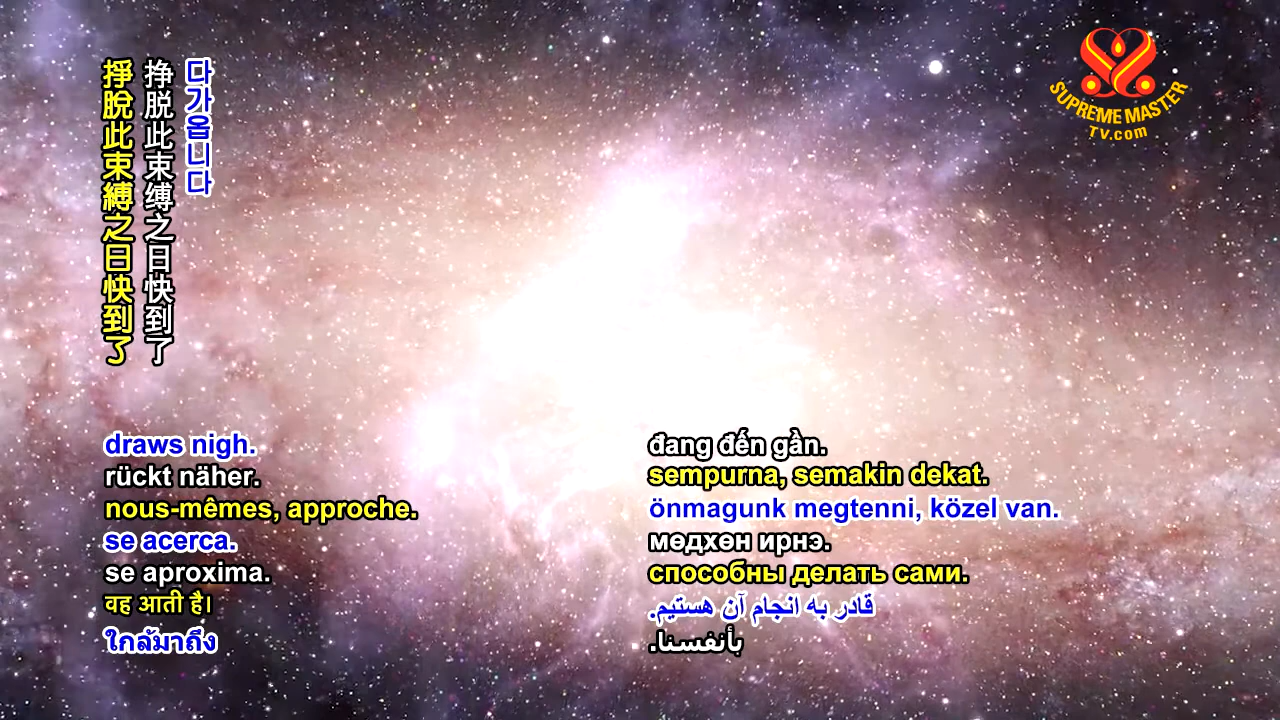 掙脫此束縛之日快到了
挣脱此束缚之日快到了
다가옵니다
SUPREME MASTER
TV.com
draws nigh.
rückt näher.
nous-mêmes, approche.
se acerca.
se aproxima.
वह आती है।
ใกล้มาถึง
đang đến gần.
sempurna, semakin dekat.
önmagunk megtenni, közel van.
мөдхөн ирнэ.
способны делать сами.
قادر به انجام آن هستیم.
بأنفسنا.